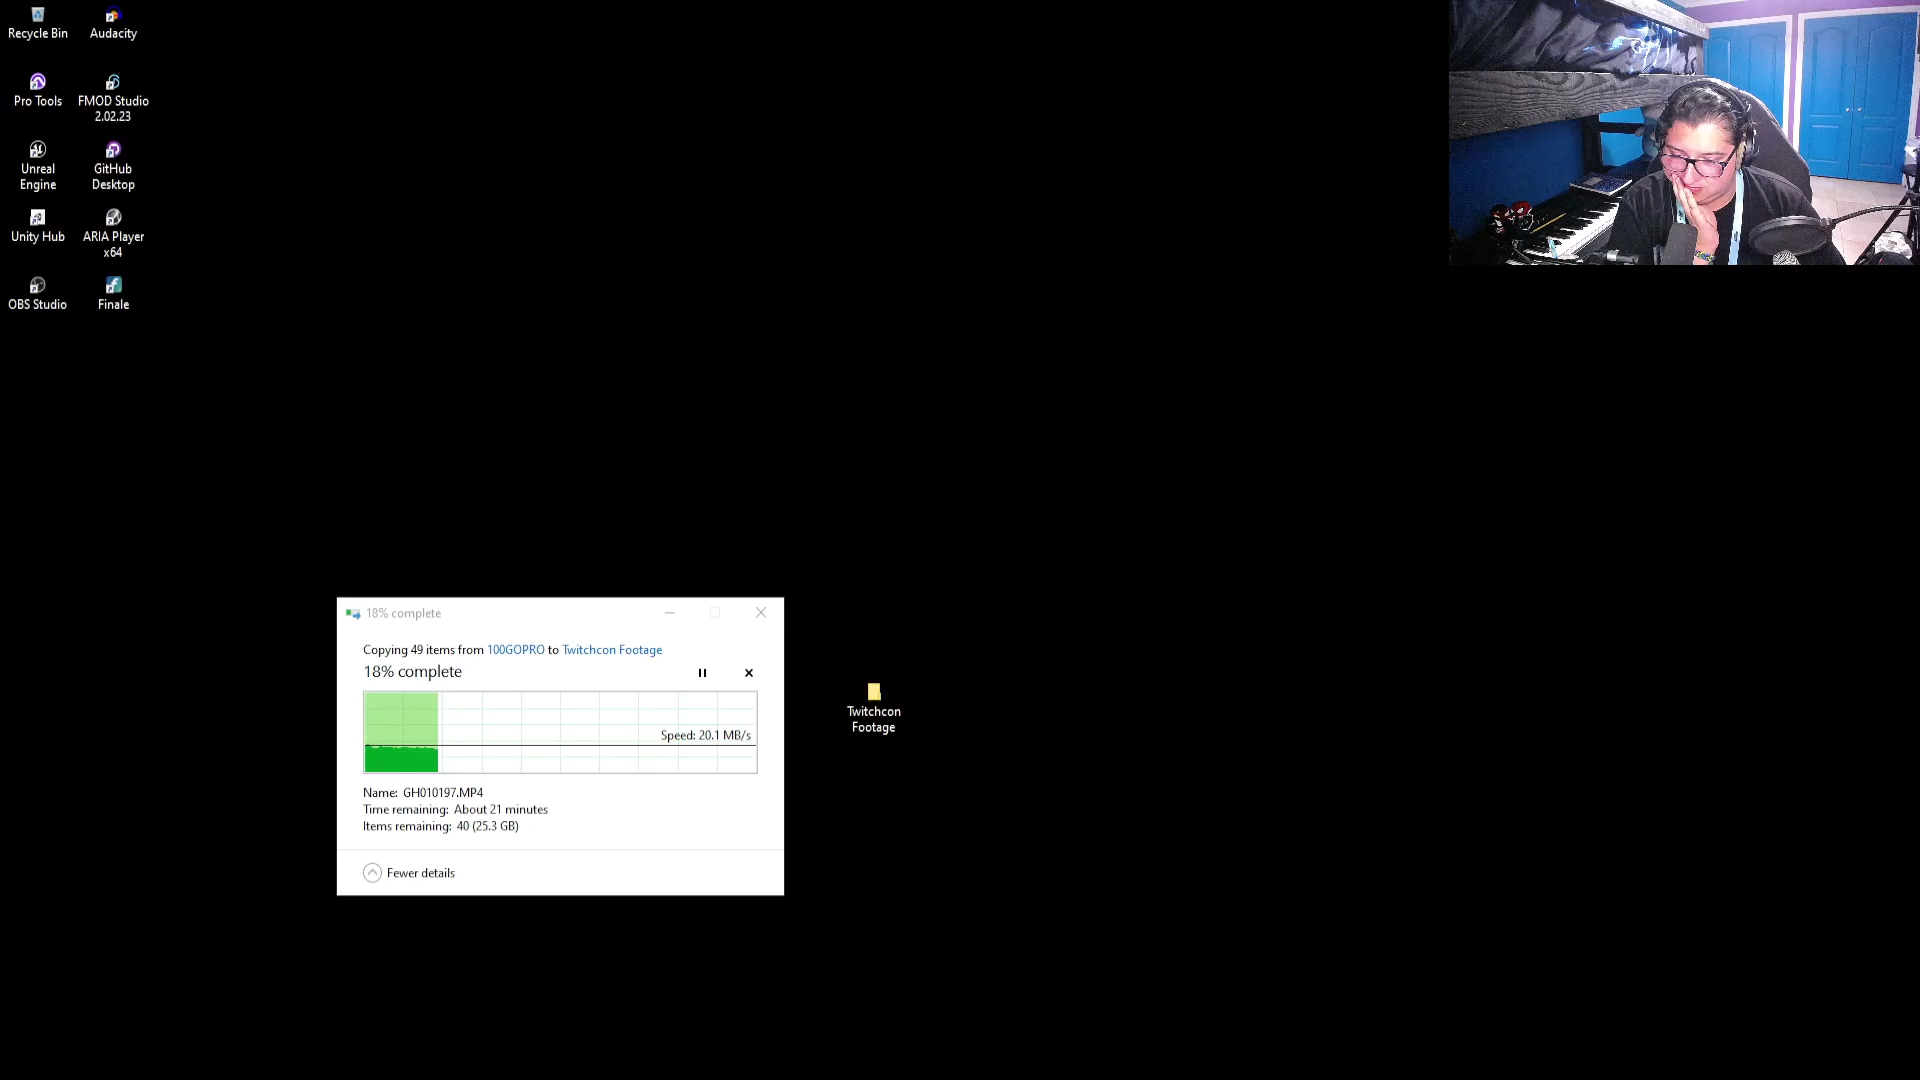 Recycle Bin
Audacity
Pro Tools
FMOD Studio
2.02.23
Unreal
Engine
GitHub
Desktop
Unity Hub
ARIA Player
x64
OBS Studio
Finale
18% complete
Copying 49 items from 100GOPRO to Twitchcon Footage
18% complete
Speed: 20.1 MB/s
Name: GH010197.MP4
Time remaining: About 21 minutes
Items remaining: 40 (25.3 GB)
Fewer details
Twitchcon
Footage